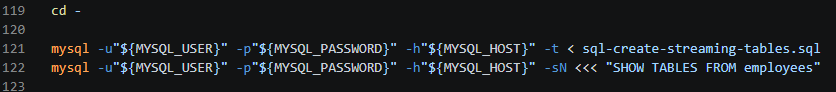 119 cd -
120
121 mysql -u"${MYSQL_USER}" -p"${MYSQL_PASSWORD}" -h"${MYSQL_HOST}" -t < sql-create-streaming-tables.sql
122 mysql -u"${MYSQL_USER}" -p"${MYSQL_PASSWORD}" -h"${MYSQL_HOST}" -sN <<< "SHOW TABLES FROM employees"
123